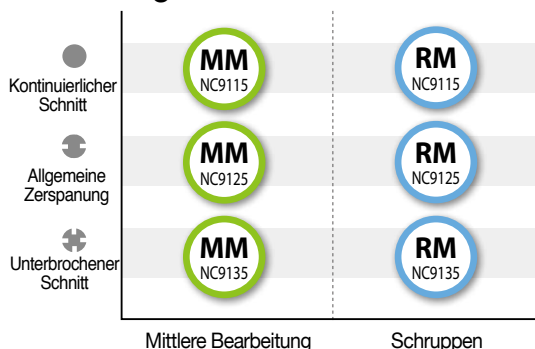 Kontinuierlicher
Schnitt
MM
NC9115
RM
NC9115
Allgemeine
Zerspanung
MM
NC9125
RM
NC9125
Unterbrochener
Schnitt
MM
NC9135
RM
NC9135
Mittlere Bearbeitung
Schruppen